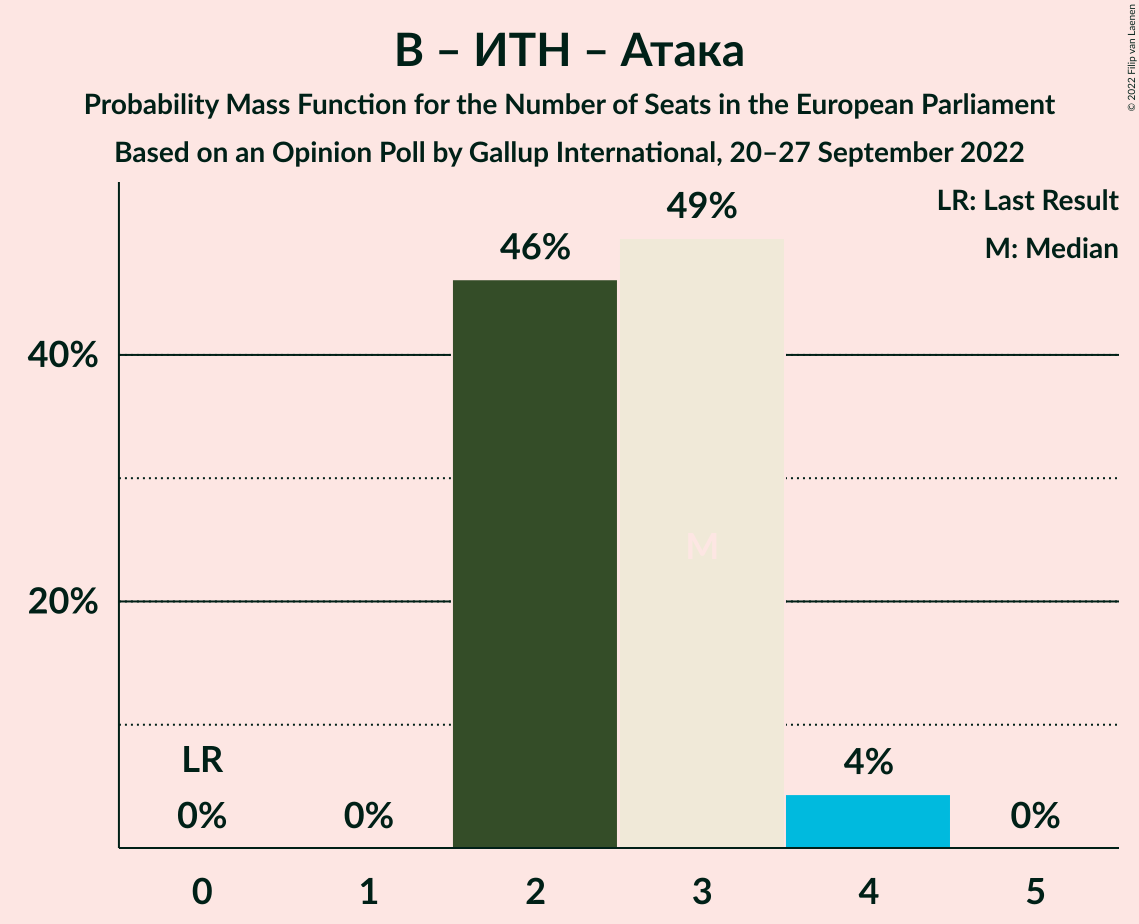 В – ИТН – Атака
Probability Mass Function for the Number of Seats in the European Parliament
Based on an Opinion Poll by Gallup International, 20–27 September 2022
© 2022 Filip van Laenen
LR: Last Result
M: Median
49%
46%
40%
M
20%
LR
4%
0%
0%
0%
0
1
2
3
4
5